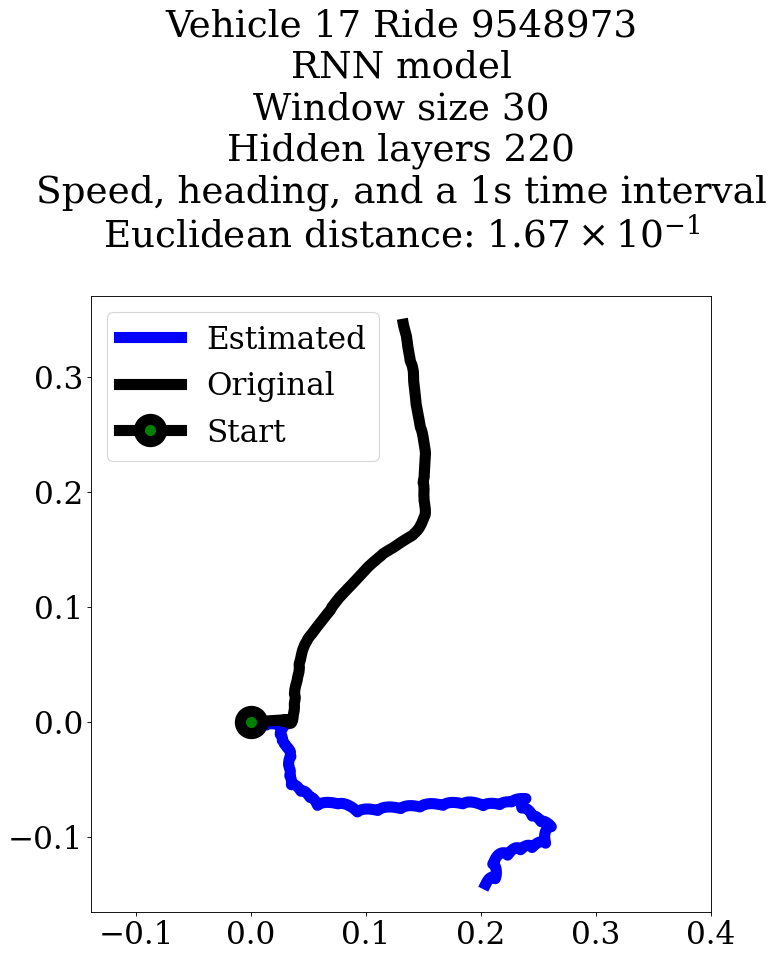 Vehicle 17 Ride 9548973
RNN model
Window size 30
Hidden layers 220
Speed, heading, and a 1s time interval
Euclidean distance: 1.67 × 10⁻¹
Estimated
Original
Start
0.3
0.2
0.1
0.0
−0.1
−0.1 0.0 0.1 0.2 0.3 0.4